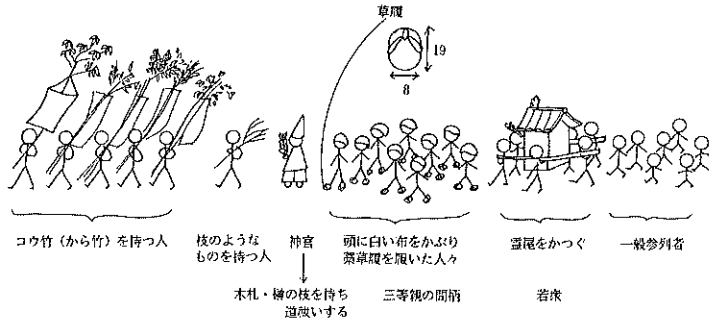 草履
19
8
コウ竹（から竹）を持つ人
枝のような
ものを持つ人
神官
頭に白い布をかぶり
藁草履を履いた人々
霊屋をかつぐ
一般参列者
木札・榊の枝を持ち
道祓いする
三等親の間柄
若衆